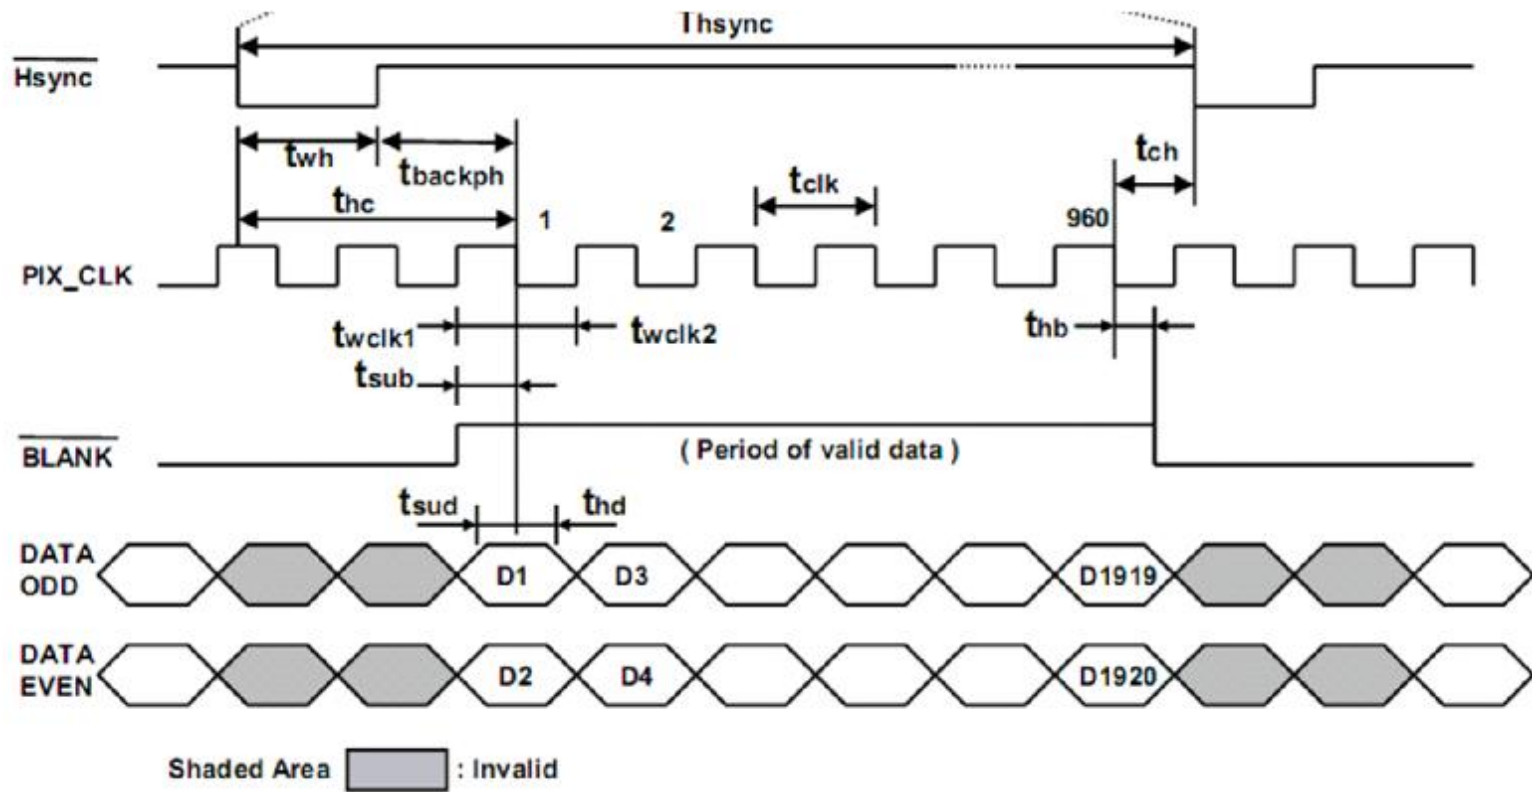 Thsync
Hsync
twh
tbackph
tch
thc
tclk
1
2
960
PIX_CLK
twclk1
twclk2
thb
tsub
BLANK
( Period of valid data )
tsud
thd
DATA
ODD
D1
D3
D1919
DATA
EVEN
D2
D4
D1920
Shaded Area : Invalid